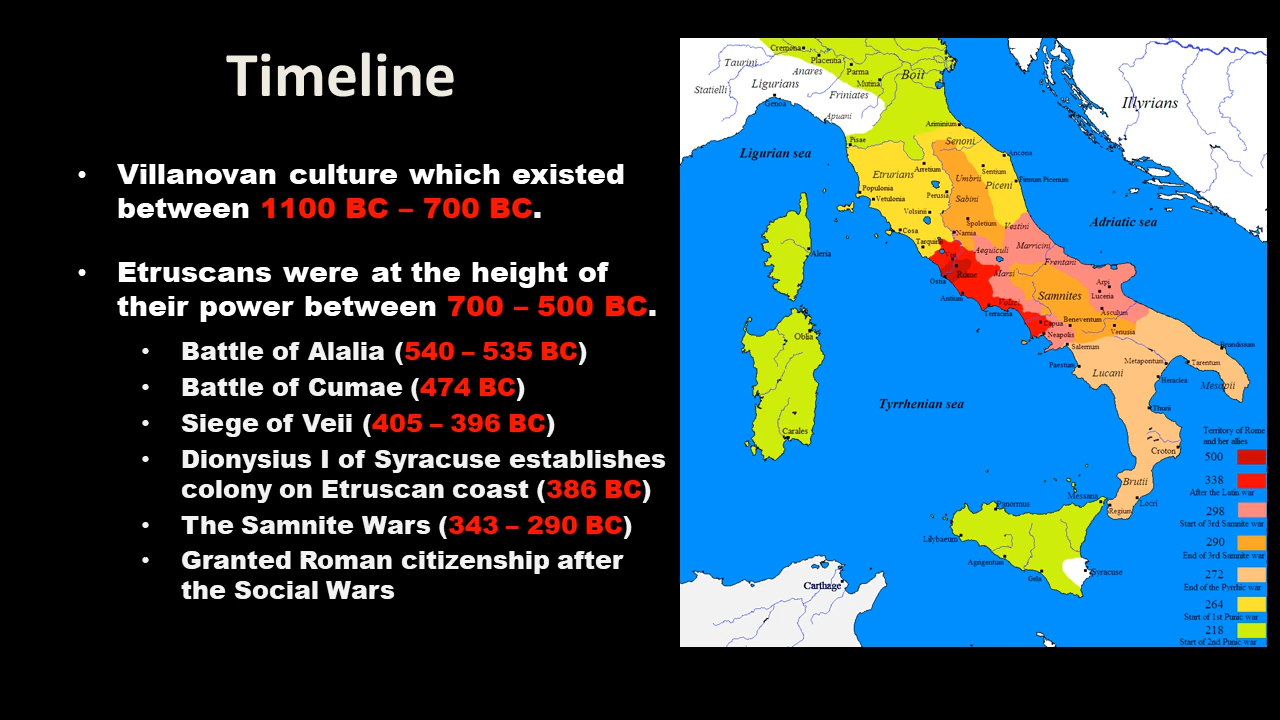 Timeline
• Villanovan culture which existed
between 1100 BC – 700 BC.
• Etruscans were at the height of
their power between 700 – 500 BC.
• Battle of Alalia (540 – 535 BC)
• Battle of Cumae (474 BC)
• Siege of Veii (405 – 396 BC)
• Dionysius I of Syracuse establishes
colony on Etruscan coast (386 BC)
• The Samnite Wars (343 – 290 BC)
• Granted Roman citizenship after
the Social Wars
Cremona
Placentia
Taurini
Anares
Parma
Boii
Mutina
Ligurians
Statielli
Friniates
Genoa
Apuani
Illyrians
Ariminium
Pisae
Senoni
Ligurian sea
Ancona
Arretium
Sentium
Etrurians
Umbrii
Piceni
Firmum Picenum
Populonia
Perusia
Vetulonia
Sabini
Volsinii
Spoletium
Adriatic sea
Vestini
Cosa
Narnia
Tarquinii
Marricini
Aequiculi
Aleria
Frentani
Rome
Marsi
Ostia
Arpi
Samnites
Luceria
Antium
Volsci
Terracina
Asculum
Capua
Beneventum
Venusia
Neapolis
Oblia
Salernum
Brundisium
Metapontum
Tarentum
Paestum
Lucani
Heraclea
Mesapii
Tyrrhenian sea
Thurii
Carales
Croton
Territory of Rome
and her allies
500
338
After the Latin war
298
Start of 3rd Samnite war
290
End of 3rd Samnite war
272
End of the Pyrrhic war
264
Start of 1st Punic war
218
Start of 2nd Punic war
Brutii
Messana
Locri
Regium
Panormus
Lilybaeum
Agrigentum
Gela
Syracuse
Carthage